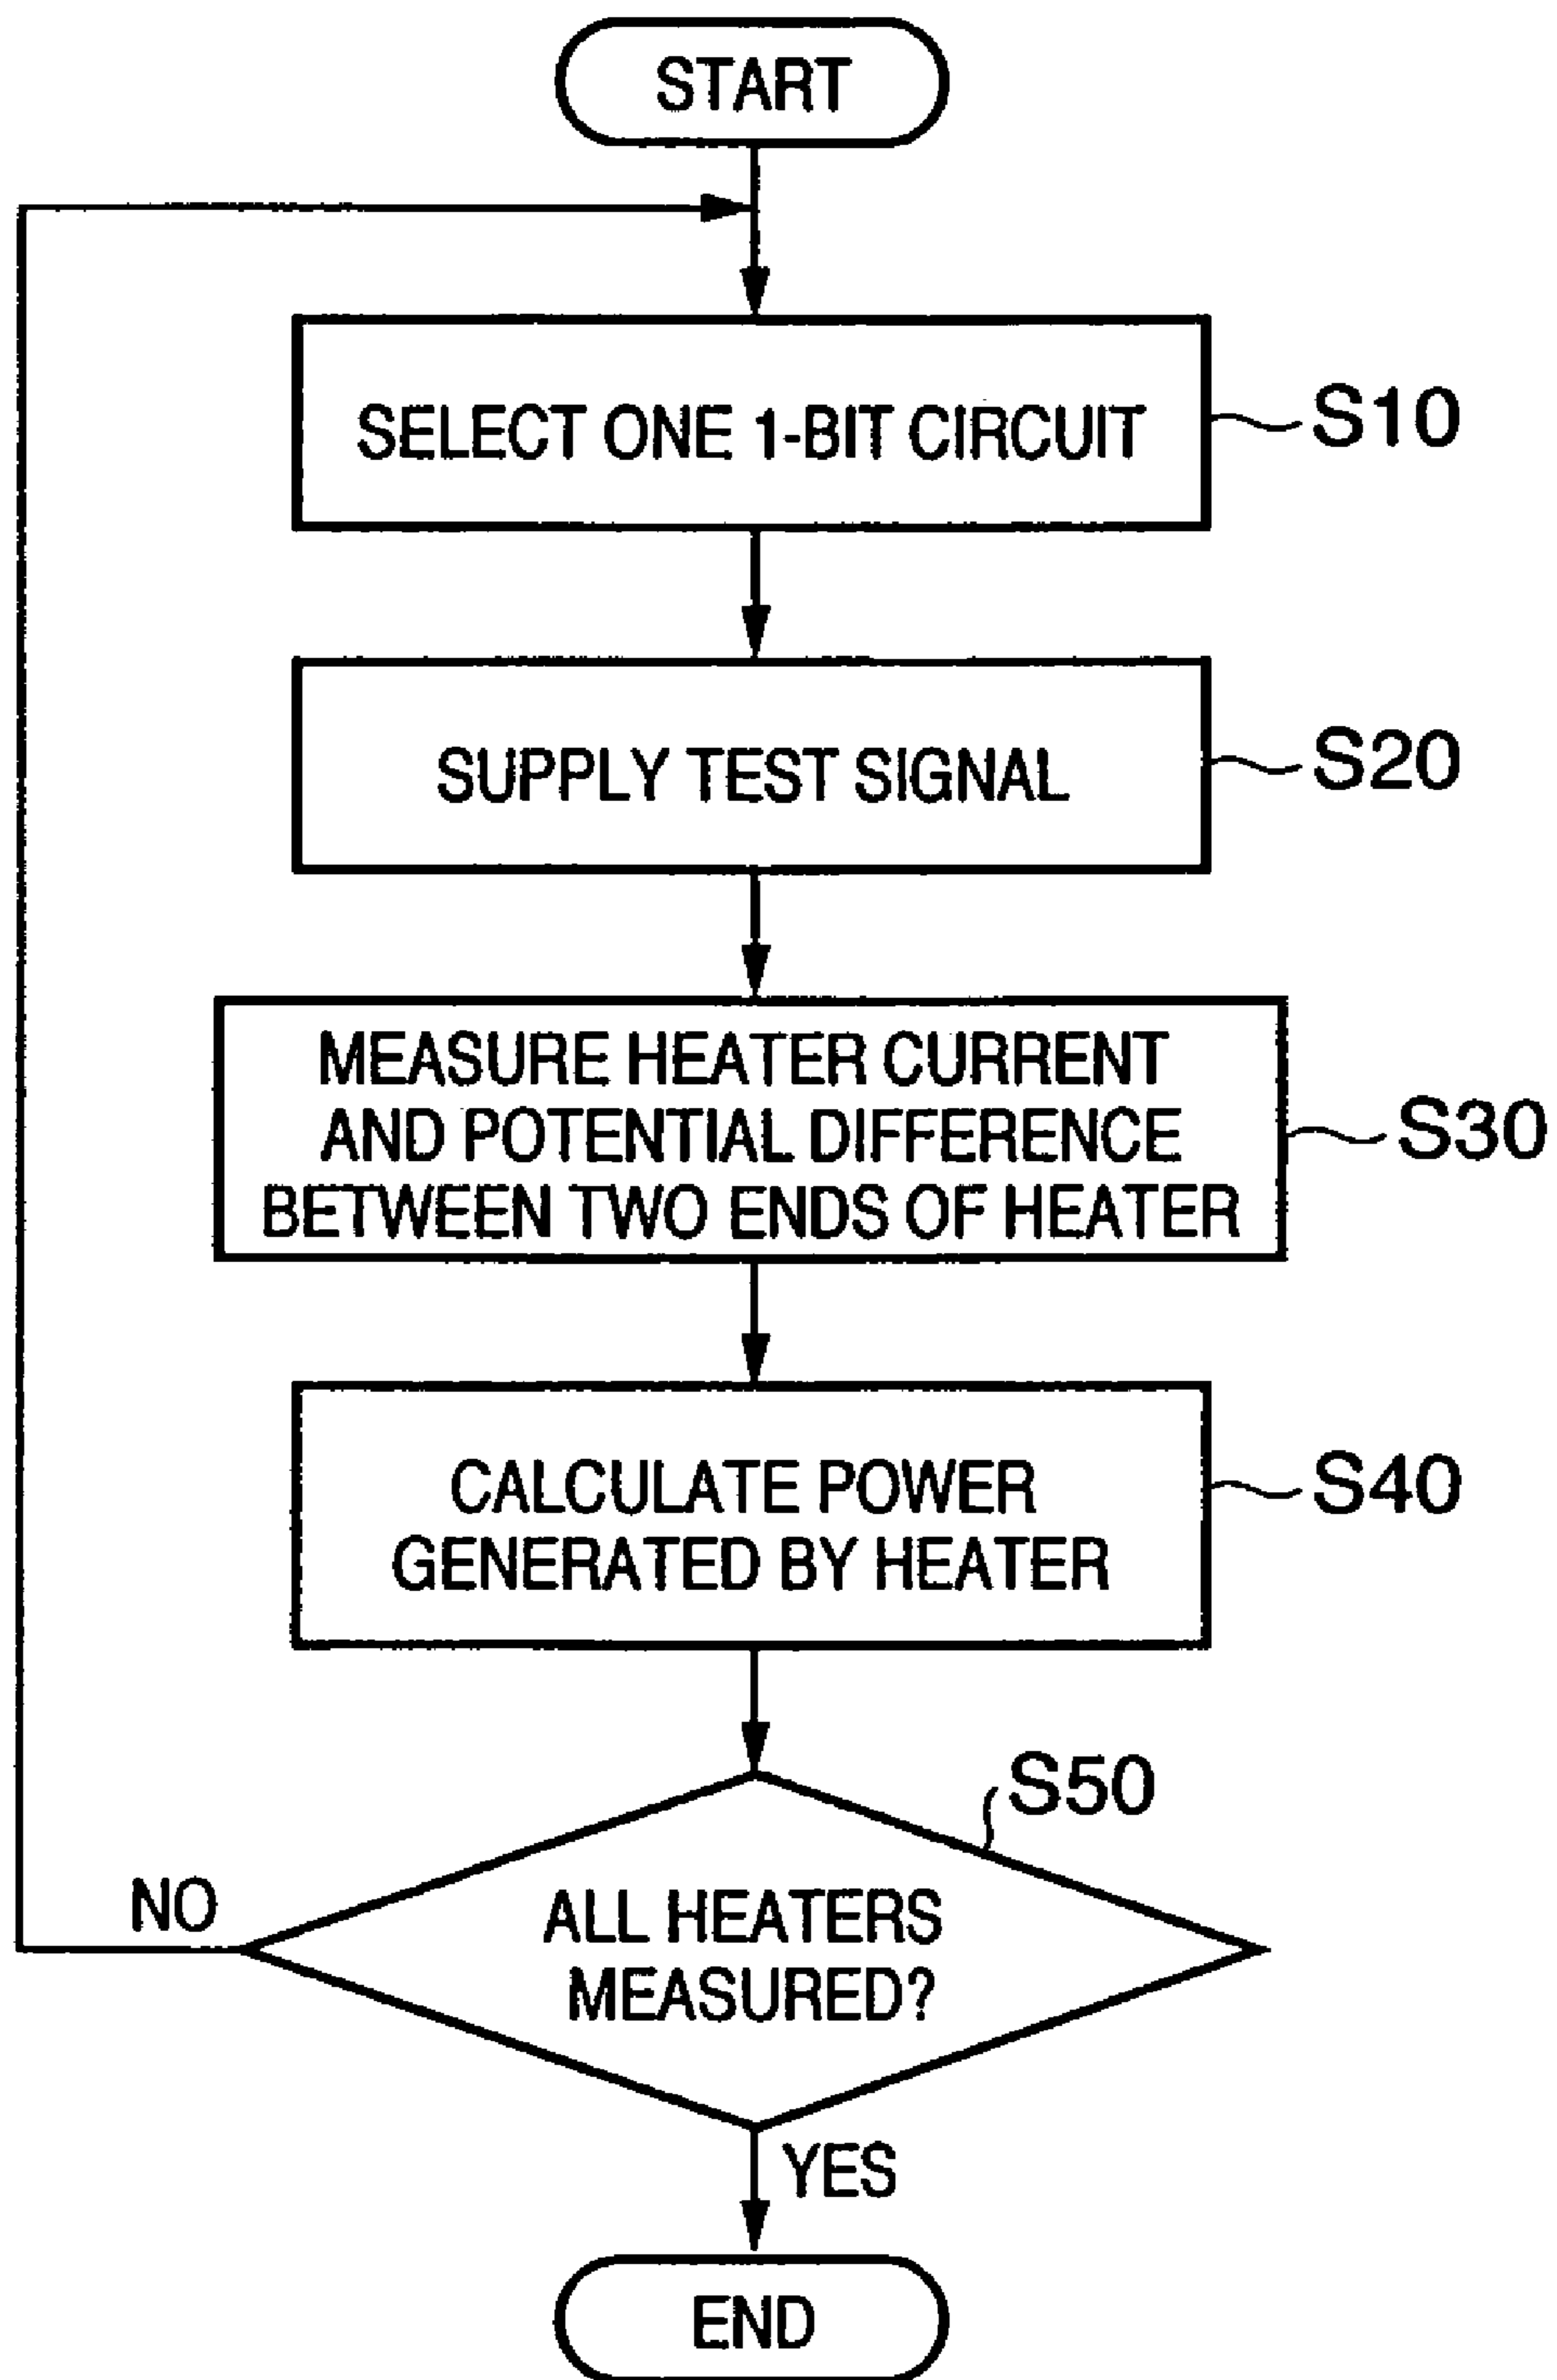 START
SELECT ONE 1-BIT CIRCUIT
S10
SUPPLY TEST SIGNAL
S20
MEASURE HEATER CURRENT
AND POTENTIAL DIFFERENCE
BETWEEN TWO ENDS OF HEATER
S30
CALCULATE POWER
GENERATED BY HEATER
S40
S50
ALL HEATERS
MEASURED?
NO
YES
END